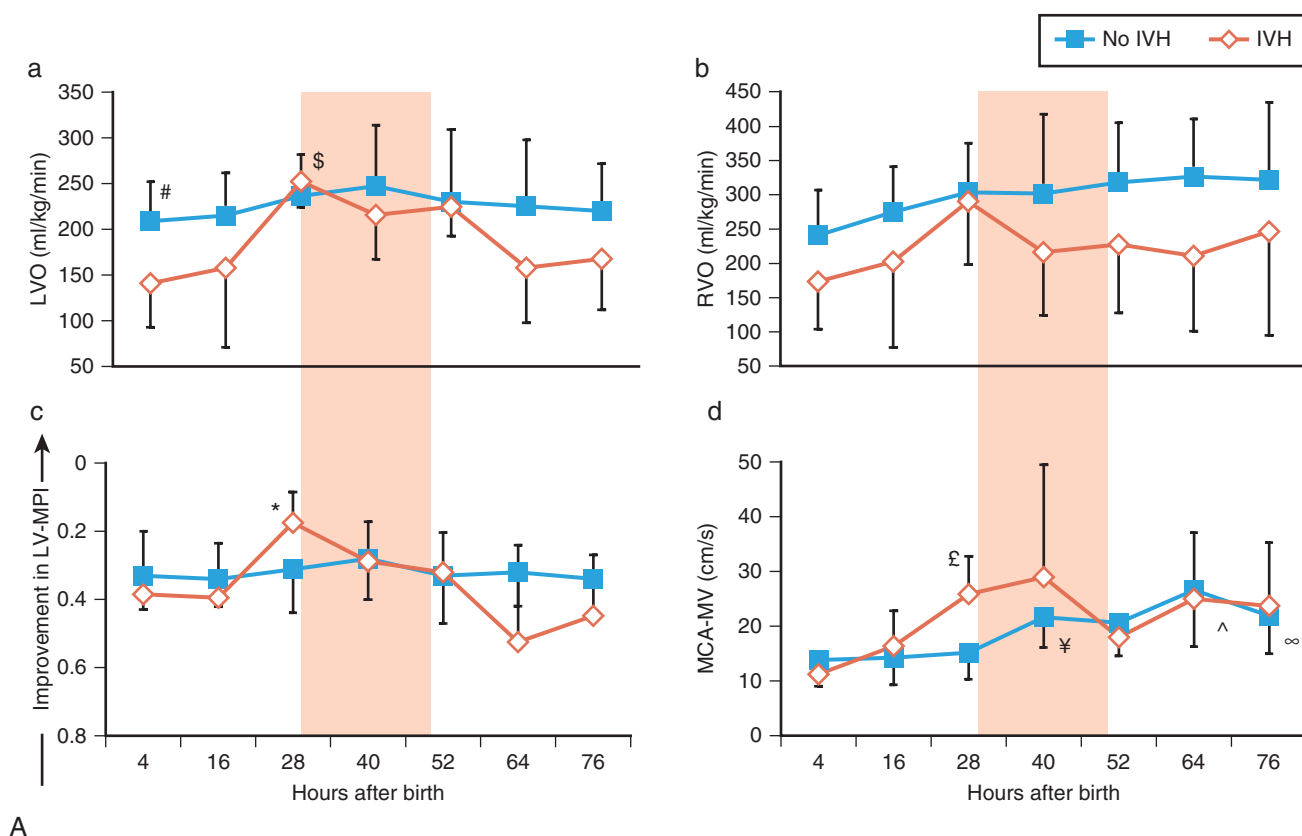 No IVH IVH
a
350
300
250
200
150
100
50
LVO (ml/kg/min)
#
$
b
450
400
350
300
250
200
150
100
50
RVO (ml/kg/min)
c
0
0.2
0.4
0.6
0.8
Improvement in LV-MPI
*
4 16 28 40 52 64 76
Hours after birth
d
50
40
30
20
10
0
MCA-MV (cm/s)
£
¥
^
∞
4 16 28 40 52 64 76
Hours after birth
A